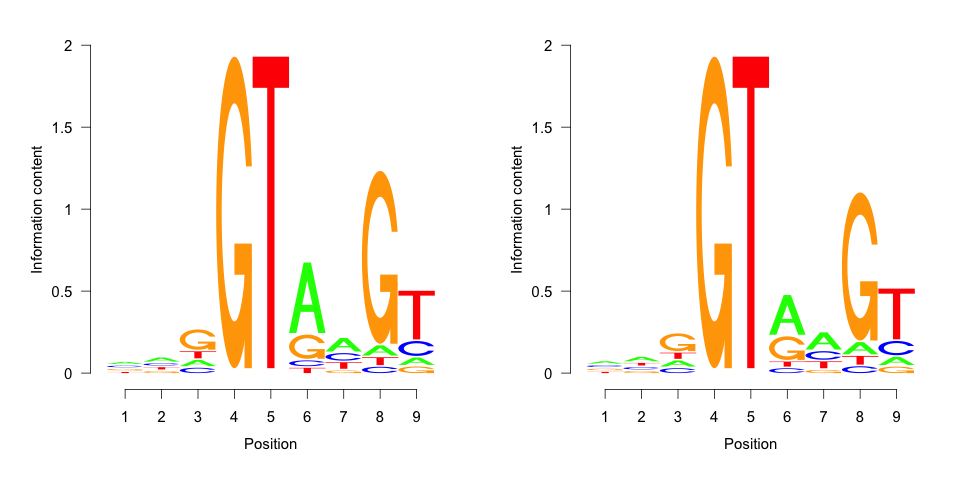 Information content
2
1.5
1
0.5
0
G T A G T
G A C
1 2 3 4 5 6 7 8 9
Position
Information content
2
1.5
1
0.5
0
G T A G T
G A C
1 2 3 4 5 6 7 8 9
Position